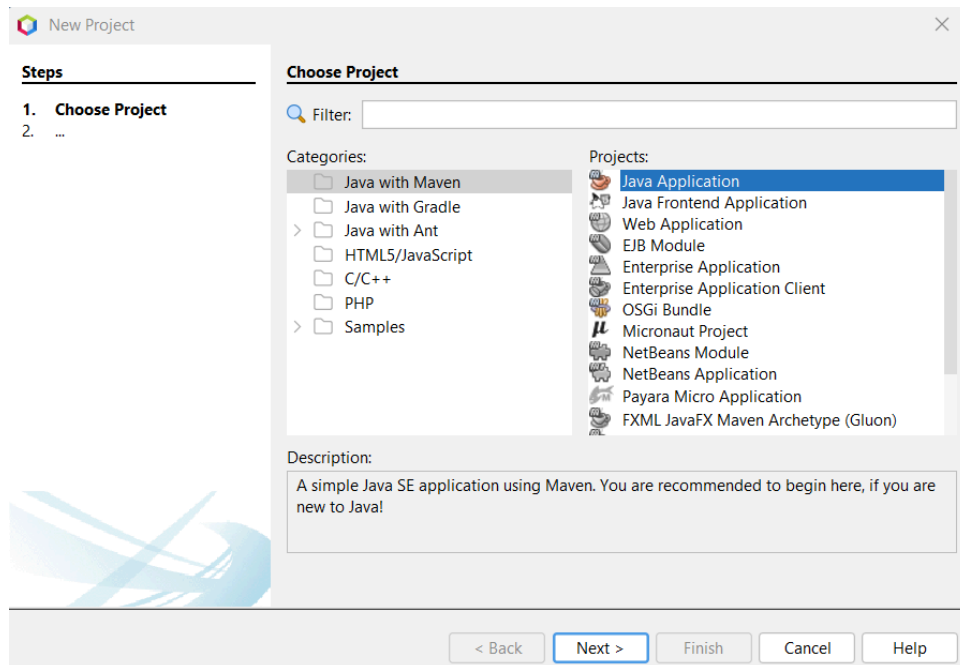 New Project
Steps
1. Choose Project
2. ...
Choose Project
Filter:
Categories:
Java with Maven
Java with Gradle
Java with Ant
HTML5/JavaScript
C/C++
PHP
Samples
Projects:
Java Application
Java Frontend Application
Web Application
EJB Module
Enterprise Application
Enterprise Application Client
OSGi Bundle
Micronaut Project
NetBeans Module
NetBeans Application
Payara Micro Application
FXML JavaFX Maven Archetype (Gluon)
Description:
A simple Java SE application using Maven. You are recommended to begin here, if you are
new to Java!
< Back Next > Finish Cancel Help